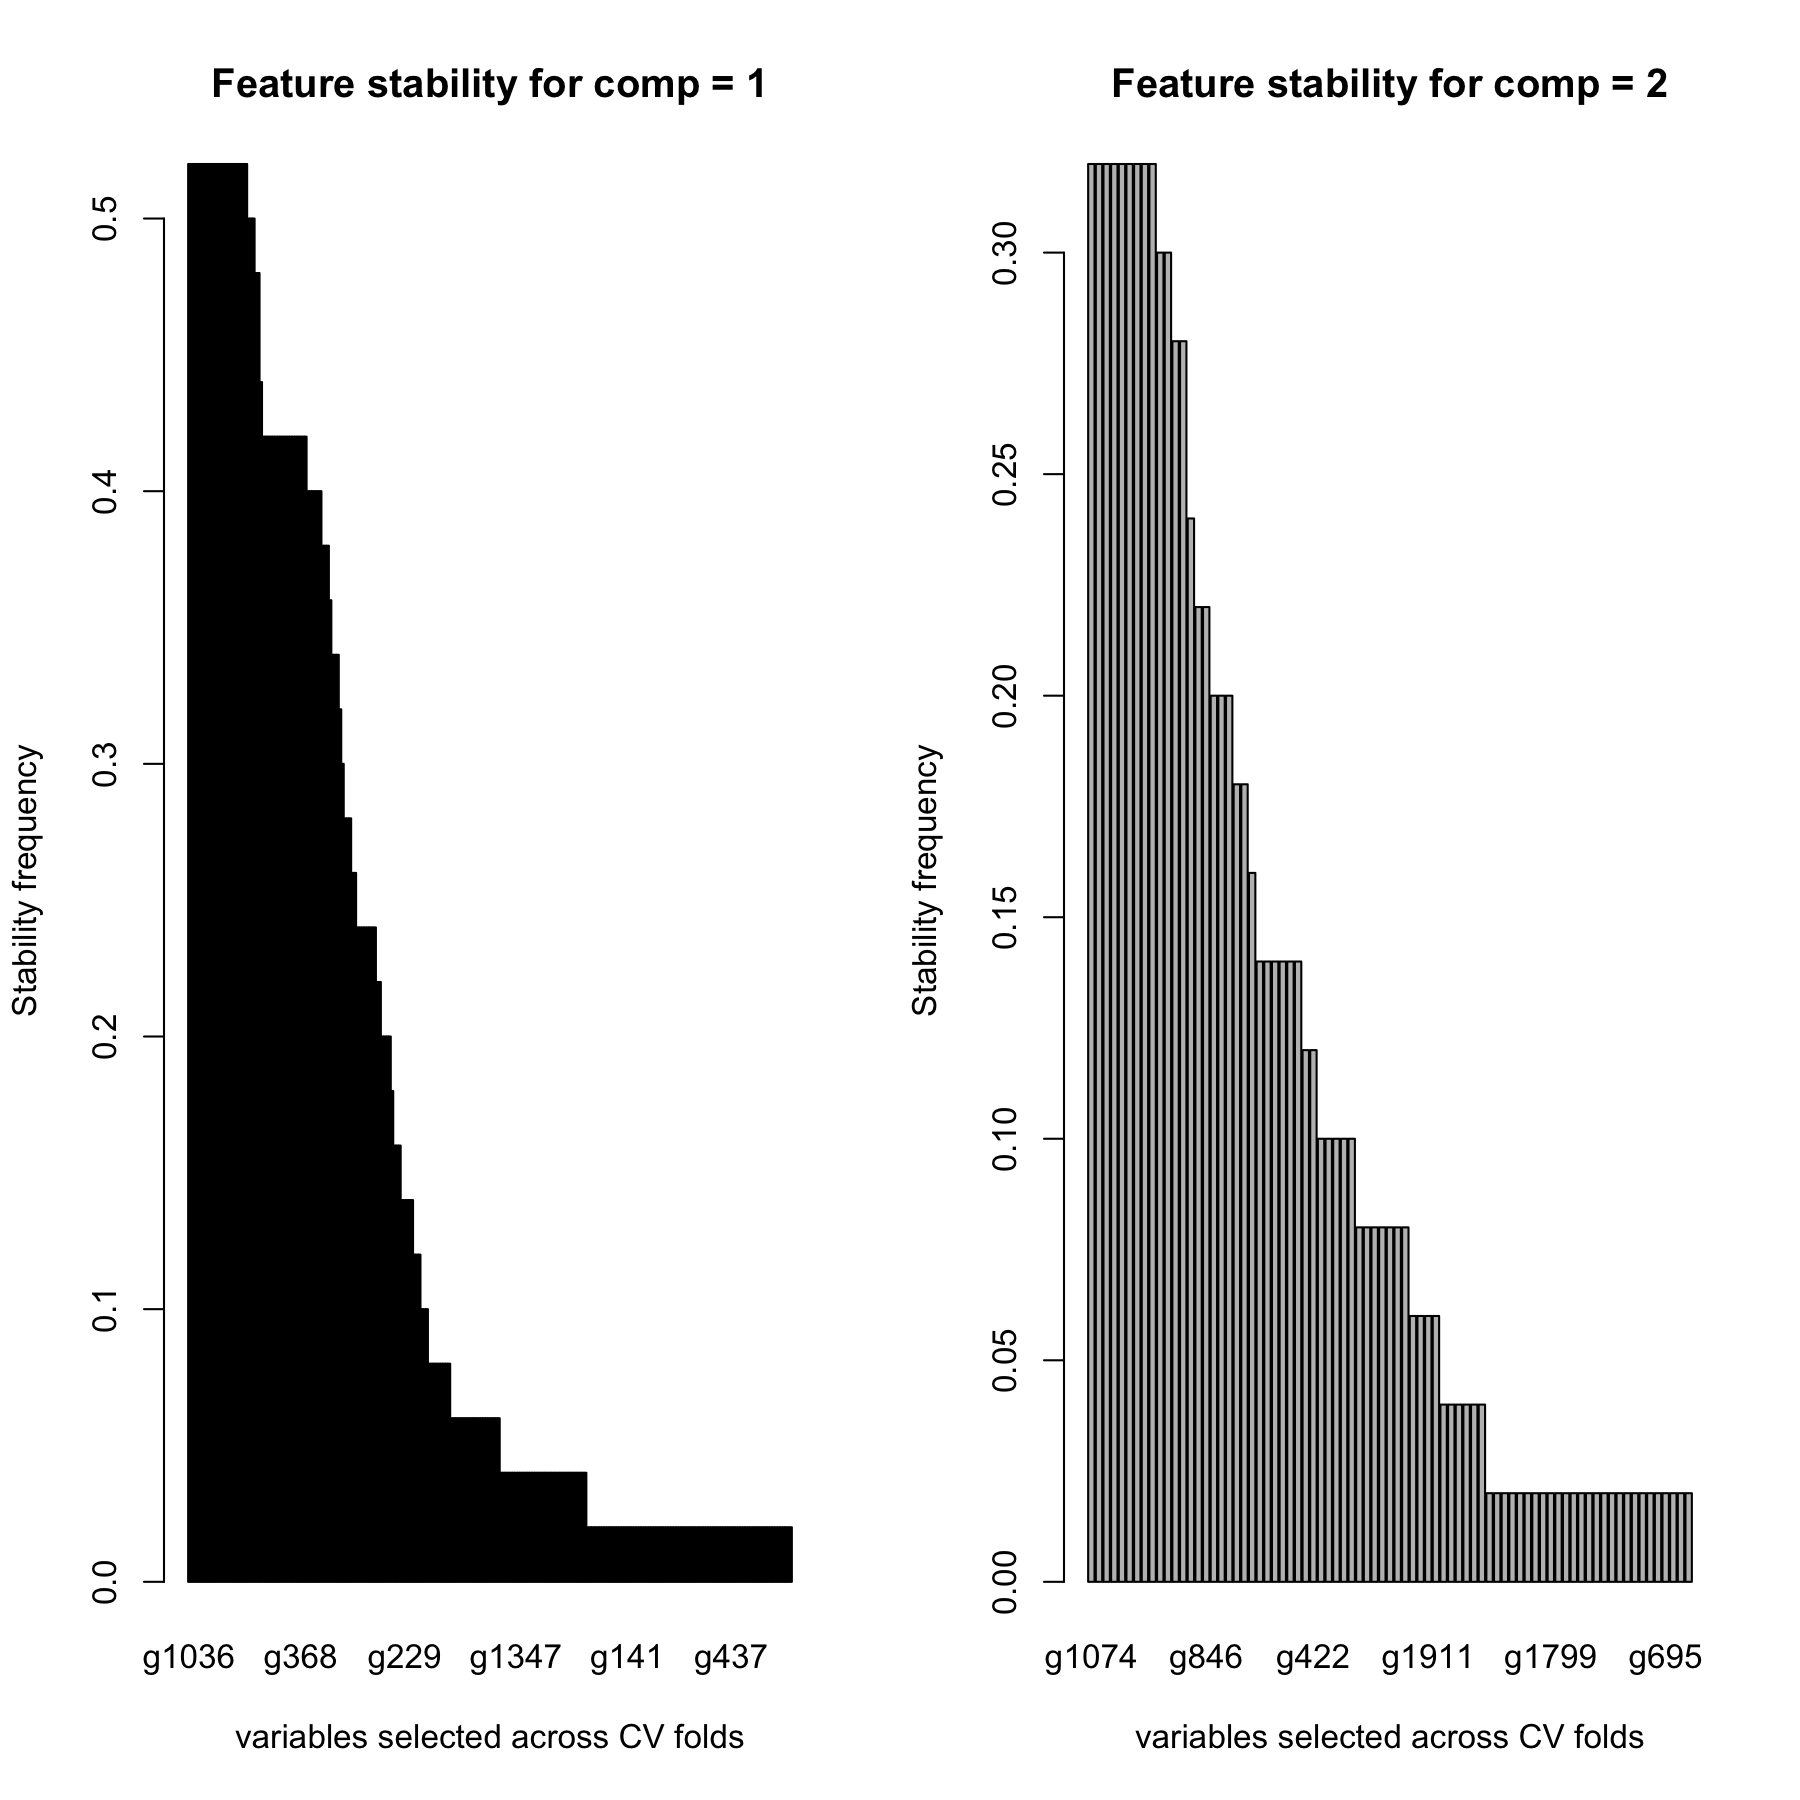 Feature stability for comp = 1
Stability frequency
0.5
0.4
0.3
0.2
0.1
0.0
g1036 g368 g229 g1347 g141 g437
variables selected across CV folds
Feature stability for comp = 2
Stability frequency
0.30
0.25
0.20
0.15
0.10
0.05
0.00
g1074 g846 g422 g1911 g1799 g695
variables selected across CV folds